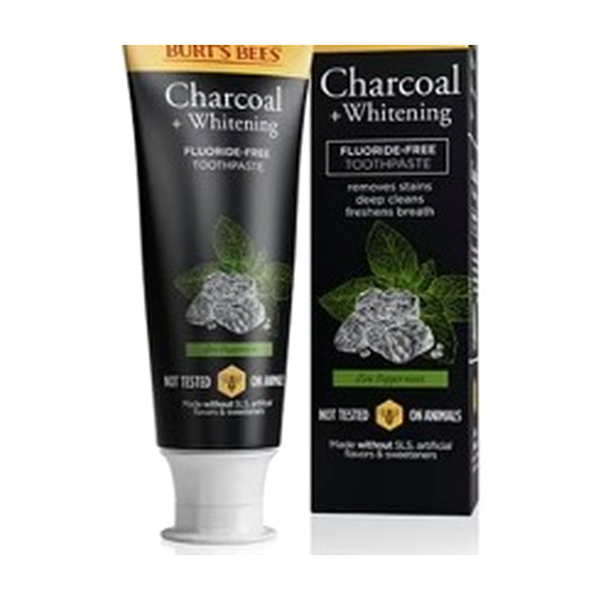 BURT'S BEES
Charcoal
+ Whitening
FLUORIDE-FREE
TOOTHPASTE
NOT TESTED ON ANIMALS
Made without SLS, artificial
flavors & sweeteners
Charcoal
+ Whitening
FLUORIDE-FREE
TOOTHPASTE
removes stains
deep cleans
freshens breath
Zen Peppermint
NOT TESTED ON ANIMALS
Made without SLS, artificial
flavors & sweeteners